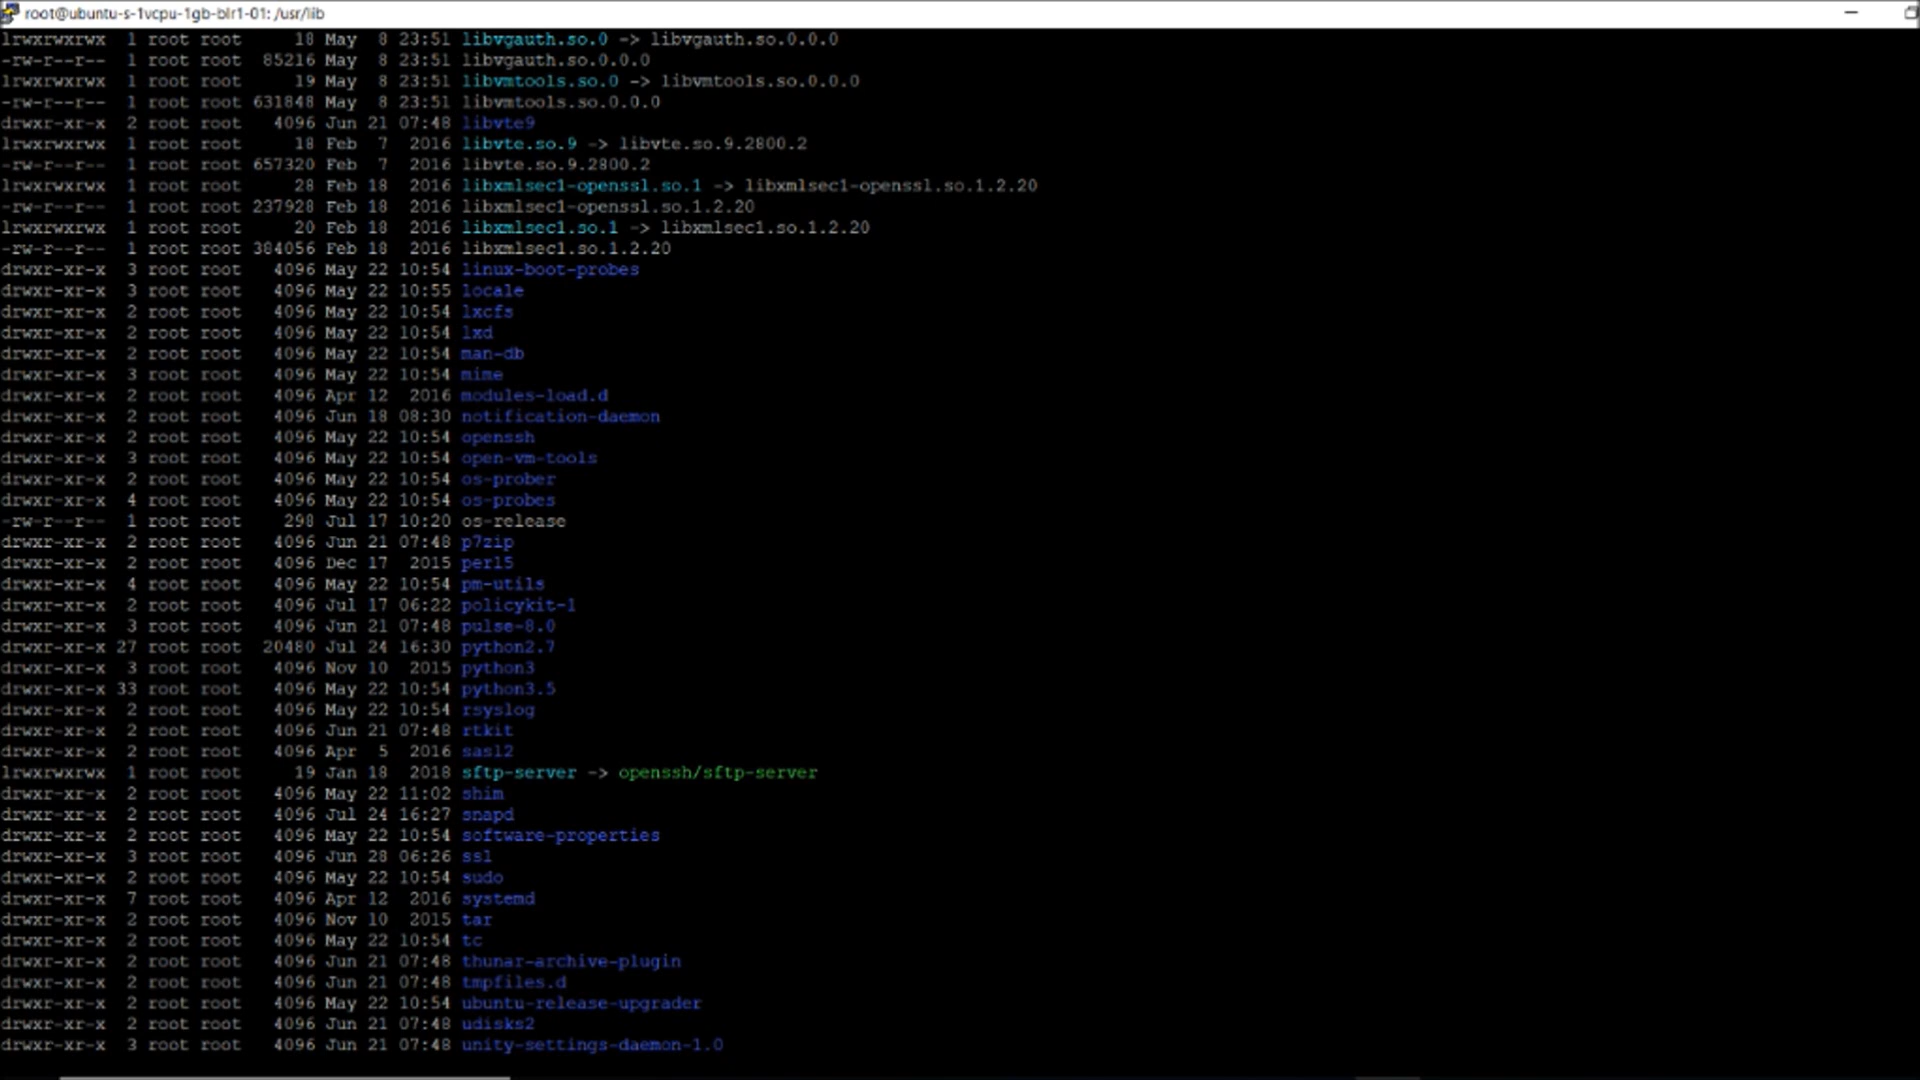 root@ubuntu-s-1vcpu-1gb-blr1-01: /usr/lib
lrwxrwxrwx 1 root root 18 May 8 23:51 libvgauth.so.0 -> libvgauth.so.0.0.0
-rw-r--r-- 1 root root 85216 May 8 23:51 libvgauth.so.0.0.0
lrwxrwxrwx 1 root root 19 May 8 23:51 libvmtools.so.0 -> libvmtools.so.0.0.0
-rw-r--r-- 1 root root 631848 May 8 23:51 libvmtools.so.0.0.0
drwxr-xr-x 2 root root 4096 Jun 21 07:48 libvte9
lrwxrwxrwx 1 root root 18 Feb 7 2016 libvte.so.9 -> libvte.so.9.2800.2
-rw-r--r-- 1 root root 657320 Feb 7 2016 libvte.so.9.2800.2
lrwxrwxrwx 1 root root 28 Feb 18 2016 libxmlsec1-openssl.so.1 -> libxmlsec1-openssl.so.1.2.20
-rw-r--r-- 1 root root 237928 Feb 18 2016 libxmlsec1-openssl.so.1.2.20
lrwxrwxrwx 1 root root 20 Feb 18 2016 libxmlsec1.so.1 -> libxmlsec1.so.1.2.20
-rw-r--r-- 1 root root 384056 Feb 18 2016 libxmlsec1.so.1.2.20
drwxr-xr-x 3 root root 4096 May 22 10:54 linux-boot-probes
drwxr-xr-x 3 root root 4096 May 22 10:55 locale
drwxr-xr-x 2 root root 4096 May 22 10:54 lxcfs
drwxr-xr-x 2 root root 4096 May 22 10:54 lxd
drwxr-xr-x 2 root root 4096 May 22 10:54 man-db
drwxr-xr-x 3 root root 4096 May 22 10:54 mime
drwxr-xr-x 2 root root 4096 Apr 12 2016 modules-load.d
drwxr-xr-x 2 root root 4096 Jun 18 08:30 notification-daemon
drwxr-xr-x 2 root root 4096 May 22 10:54 openssh
drwxr-xr-x 3 root root 4096 May 22 10:54 open-vm-tools
drwxr-xr-x 2 root root 4096 May 22 10:54 os-prober
drwxr-xr-x 4 root root 4096 May 22 10:54 os-probes
-rw-r--r-- 1 root root 298 Jul 17 10:20 os-release
drwxr-xr-x 2 root root 4096 Jun 21 07:48 p7zip
drwxr-xr-x 2 root root 4096 Dec 17 2015 perl5
drwxr-xr-x 4 root root 4096 May 22 10:54 pm-utils
drwxr-xr-x 2 root root 4096 Jul 17 06:22 policykit-1
drwxr-xr-x 3 root root 4096 Jun 21 07:48 pulse-8.0
drwxr-xr-x 27 root root 20480 Jul 24 16:30 python2.7
drwxr-xr-x 3 root root 4096 Nov 10 2015 python3
drwxr-xr-x 33 root root 4096 May 22 10:54 python3.5
drwxr-xr-x 2 root root 4096 May 22 10:54 rsyslog
drwxr-xr-x 2 root root 4096 Jun 21 07:48 rtkit
drwxr-xr-x 2 root root 4096 Apr 5 2016 sasl2
lrwxrwxrwx 1 root root 19 Jan 18 2018 sftp-server -> openssh/sftp-server
drwxr-xr-x 2 root root 4096 May 22 11:02 shim
drwxr-xr-x 2 root root 4096 Jul 24 16:27 snapd
drwxr-xr-x 2 root root 4096 May 22 10:54 software-properties
drwxr-xr-x 3 root root 4096 Jun 28 06:26 ssl
drwxr-xr-x 2 root root 4096 May 22 10:54 sudo
drwxr-xr-x 7 root root 4096 Apr 12 2016 systemd
drwxr-xr-x 2 root root 4096 Nov 10 2015 tar
drwxr-xr-x 2 root root 4096 May 22 10:54 tc
drwxr-xr-x 2 root root 4096 Jun 21 07:48 thunar-archive-plugin
drwxr-xr-x 2 root root 4096 Jun 21 07:48 tmpfiles.d
drwxr-xr-x 2 root root 4096 May 22 10:54 ubuntu-release-upgrader
drwxr-xr-x 2 root root 4096 Jun 21 07:48 udisks2
drwxr-xr-x 3 root root 4096 Jun 21 07:48 unity-settings-daemon-1.0